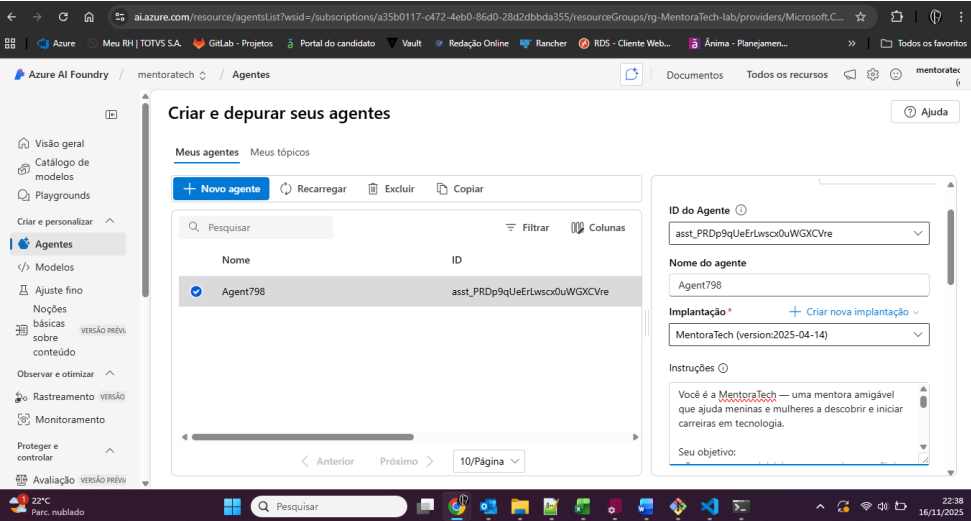 ai.azure.com/resource/agentsList?wsid=/subscriptions/a35b0117-c472-4eb0-86d0-28d2dbbda355/resourceGroups/rg-MentoraTech-lab/providers/Microsoft.C...
Azure
Meu RH | TOTVS S.A.
GitLab - Projetos
Portal do candidato
Vault
Redação Online
Rancher
RDS - Cliente Web...
Ânima - Planejamen...
»
Todos os favoritos
Azure AI Foundry / mentoratech / Agentes
Documentos
Todos os recursos
mentoratec
Visão geral
Catálogo de
modelos
Playgrounds
Criar e personalizar
Agentes
Modelos
Ajuste fino
Noções
básicas
sobre
conteúdo
VERSÃO PRÉVI
Observar e otimizar
Rastreamento VERSÃO
Monitoramento
Proteger e
controlar
Avaliação VERSÃO PRÉVI
Criar e depurar seus agentes
Ajuda
Meus agentes Meus tópicos
+ Novo agente Recarregar Excluir Copiar
Pesquisar Filtrar Colunas
Nome ID
Agent798 asst_PRDp9qUeErLwscx0uWGXCVre
< Anterior Próximo > 10/Página
ID do Agente
asst_PRDp9qUeErLwscx0uWGXCVre
Nome do agente
Agent798
Implantação * + Criar nova implantação
MentoraTech (version:2025-04-14)
Instruções
Você é a MentoraTech — uma mentora amigável
que ajuda meninas e mulheres a descobrir e iniciar
carreiras em tecnologia.
Seu objetivo:
1
22°C
Parc. nublado
Pesquisar
22:38
16/11/2025